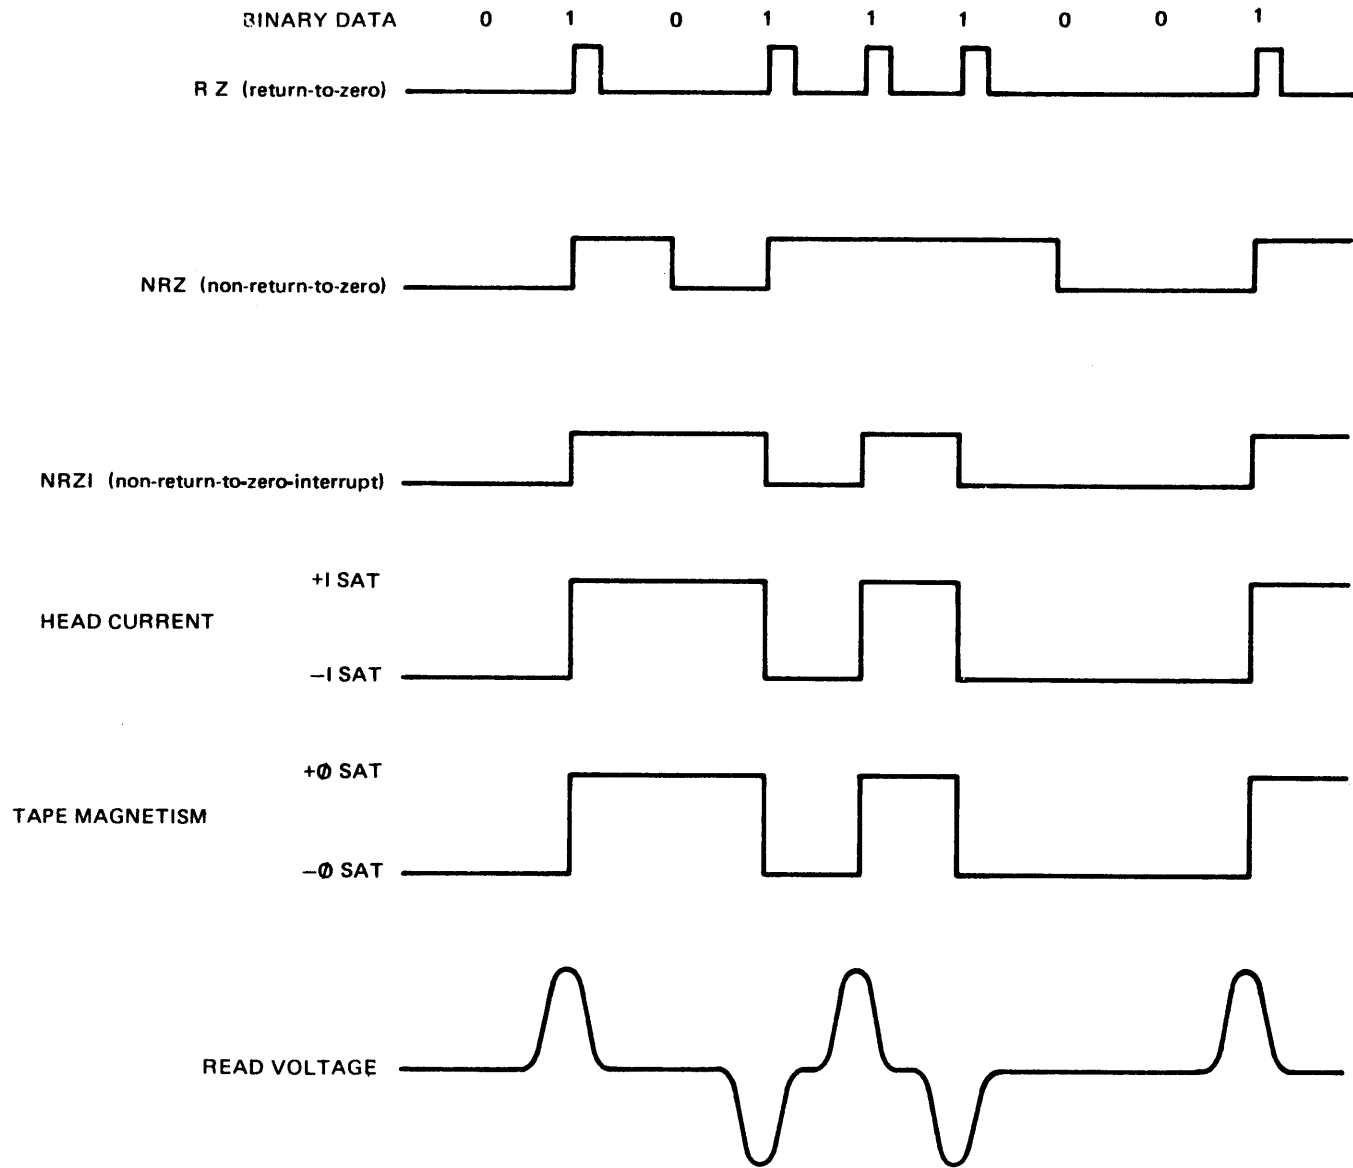 BINARY DATA 0 1 0 1 1 1 0 0 1
R Z (return-to-zero)
NRZ (non-return-to-zero)
NRZI (non-return-to-zero-interrupt)
+I SAT
HEAD CURRENT
–I SAT
+Ø SAT
TAPE MAGNETISM
–Ø SAT
READ VOLTAGE